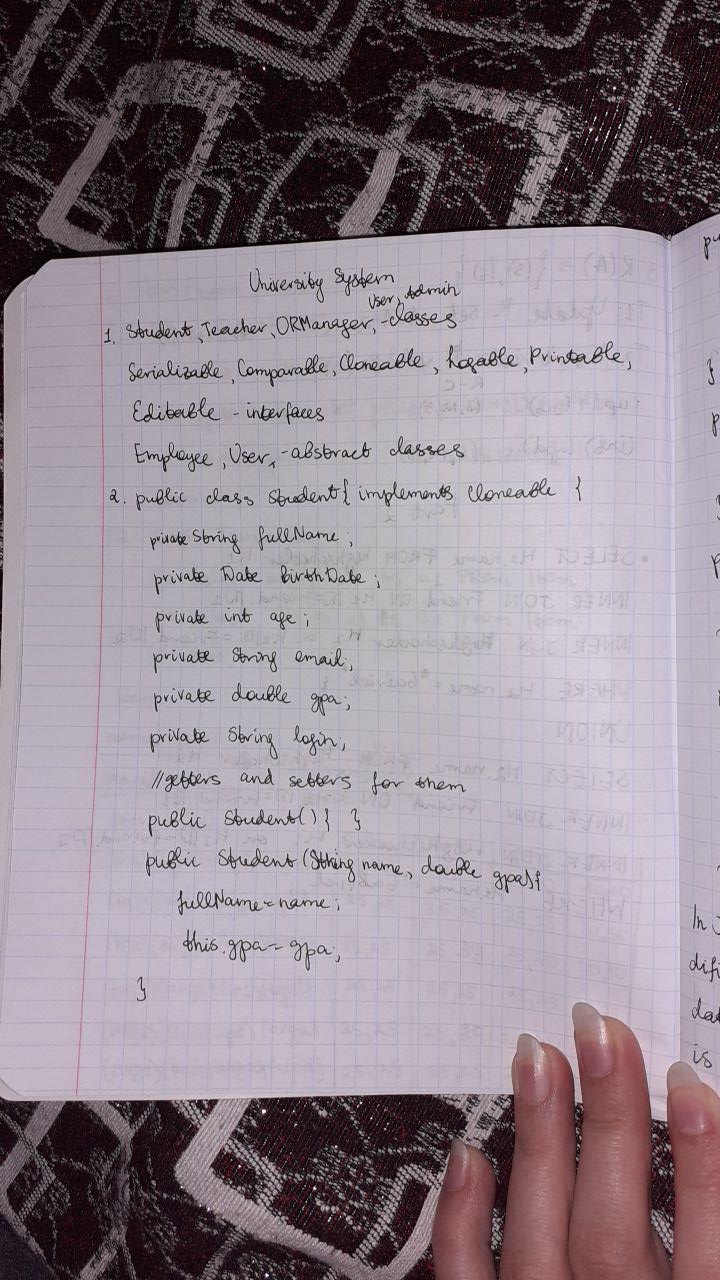 University System
User, Admin
1. Student, Teacher, ORManager, - classes
Serializable, Comparable, Cloneable, Logable, Printable,
Editable - interfaces
Employee, User, - abstract classes
2. public class Student{ implements Cloneable {
private String fullName;
private Date BirthDate;
private int age;
private String email;
private double gpa;
private String login;
//getters and setters for them
public Student(){ }
public Student (String name, double gpa){
fullName = name;
this.gpa = gpa;
}
In
is